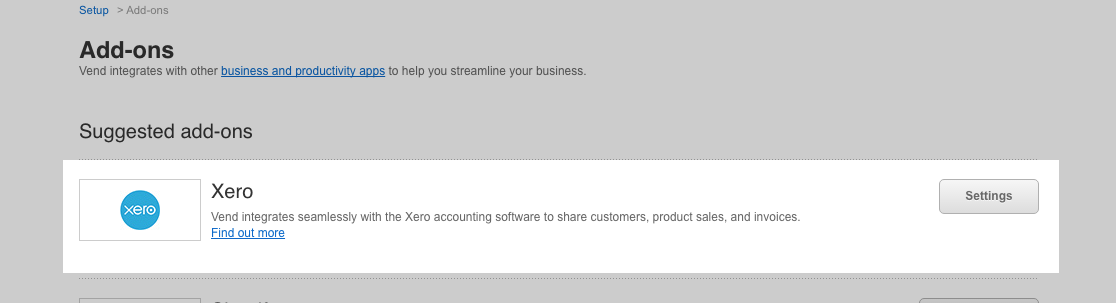 Setup > Add-ons
Add-ons
Vend integrates with other business and productivity apps to help you streamline your business.
Suggested add-ons
xero
Xero
Settings
Vend integrates seamlessly with the Xero accounting software to share customers, product sales, and invoices.
Find out more